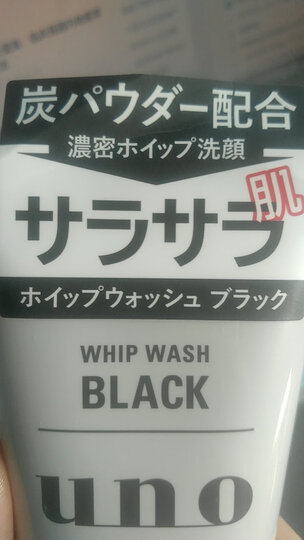 炭パウダー配合
濃密ホイップ洗顔
サラサラ肌
ホイップウォッシュ ブラック
WHIP WASH
BLACK
uno